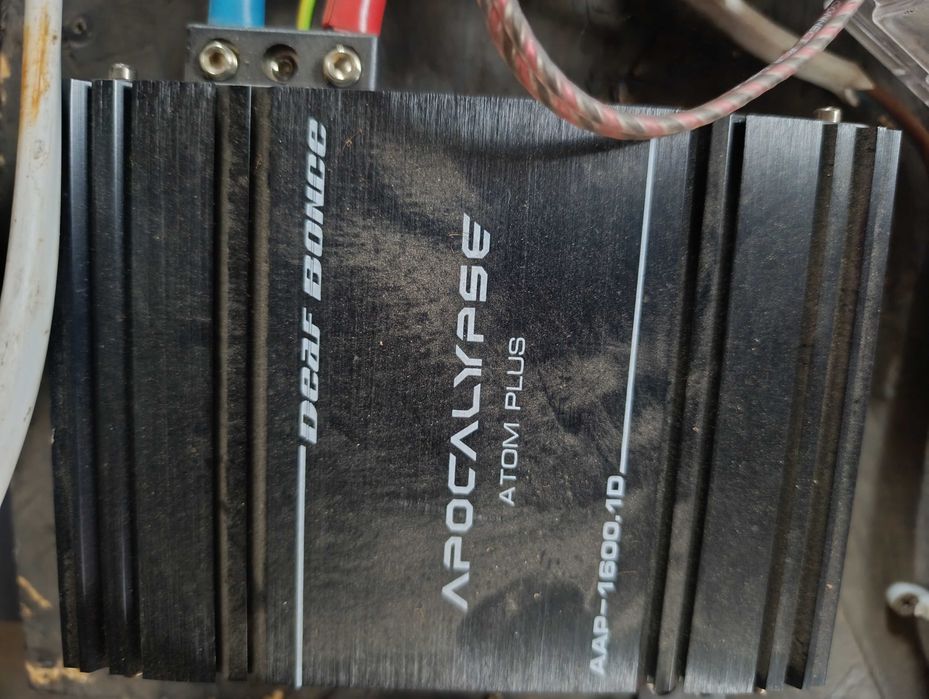 Deaf Bonce
APOCALYPSE
ATOM PLUS
AAP-1600.1D